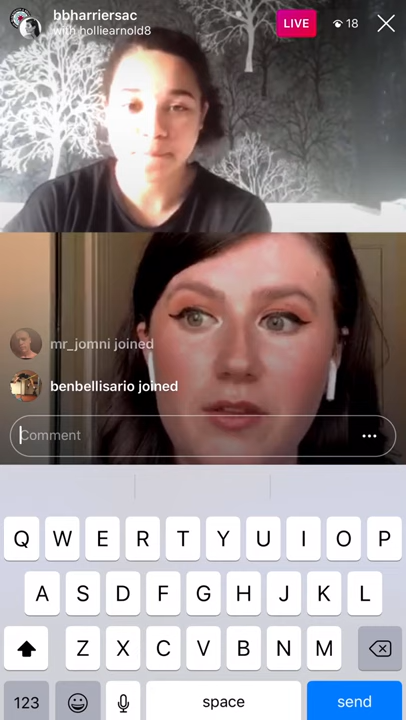 bbharriersac
with holliearnold8
LIVE
18
mr_jomni joined
benbellisario joined
Comment
Q W E R T Y U I O P
A S D F G H J K L
Z X C V B N M
123
space
send